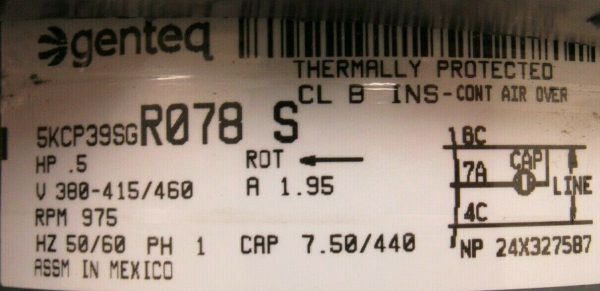 genteq
THERMALLY PROTECTED
CL B INS-CONT AIR OVER
5KCP39SGR078 S
HP .5 ROT
V 380-415/460 A 1.95
RPM 975
HZ 50/60 PH 1 CAP 7.50/440
ASSM IN MEXICO
6C
7A CAP
LINE
4C
NP 24X327587